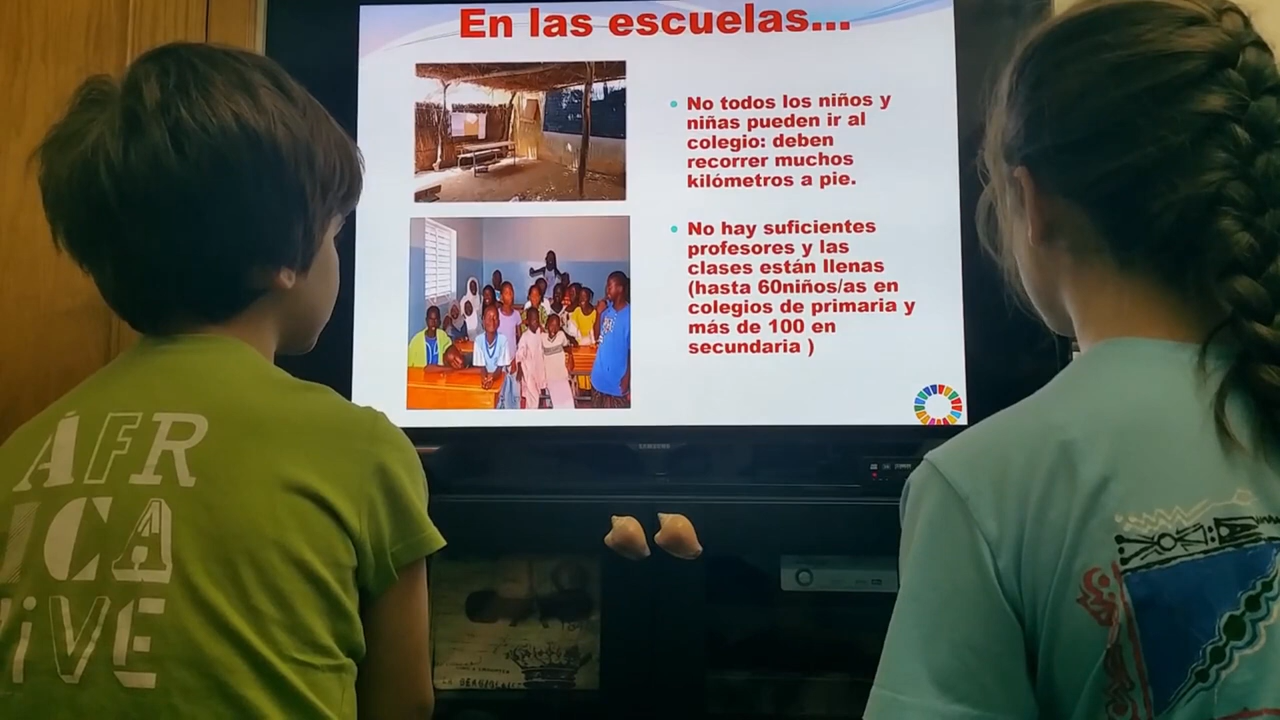 En las escuelas...
No todos los niños y
niñas pueden ir al
colegio: deben
recorrer muchos
kilómetros a pie.
No hay suficientes
profesores y las
clases están llenas
(hasta 60niños/as en
colegios de primaria y
más de 100 en
secundaria )
SAMSUNG
ÁFR
ICA
ViVE